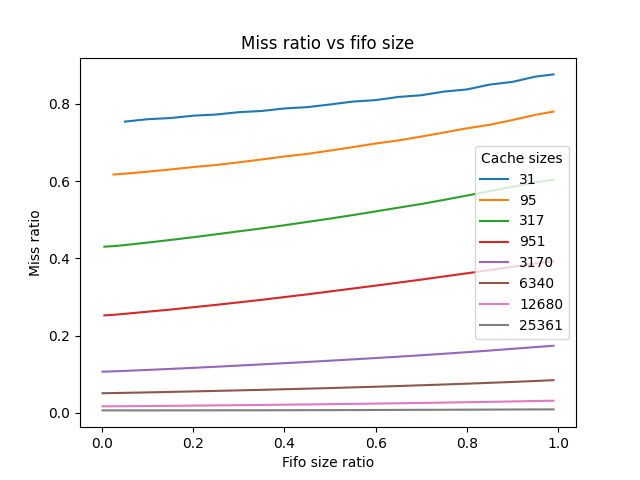 Miss ratio vs fifo size
Miss ratio
0.8
0.6
0.4
0.2
0.0
Cache sizes
31
95
317
951
3170
6340
12680
25361
0.0 0.2 0.4 0.6 0.8 1.0
Fifo size ratio